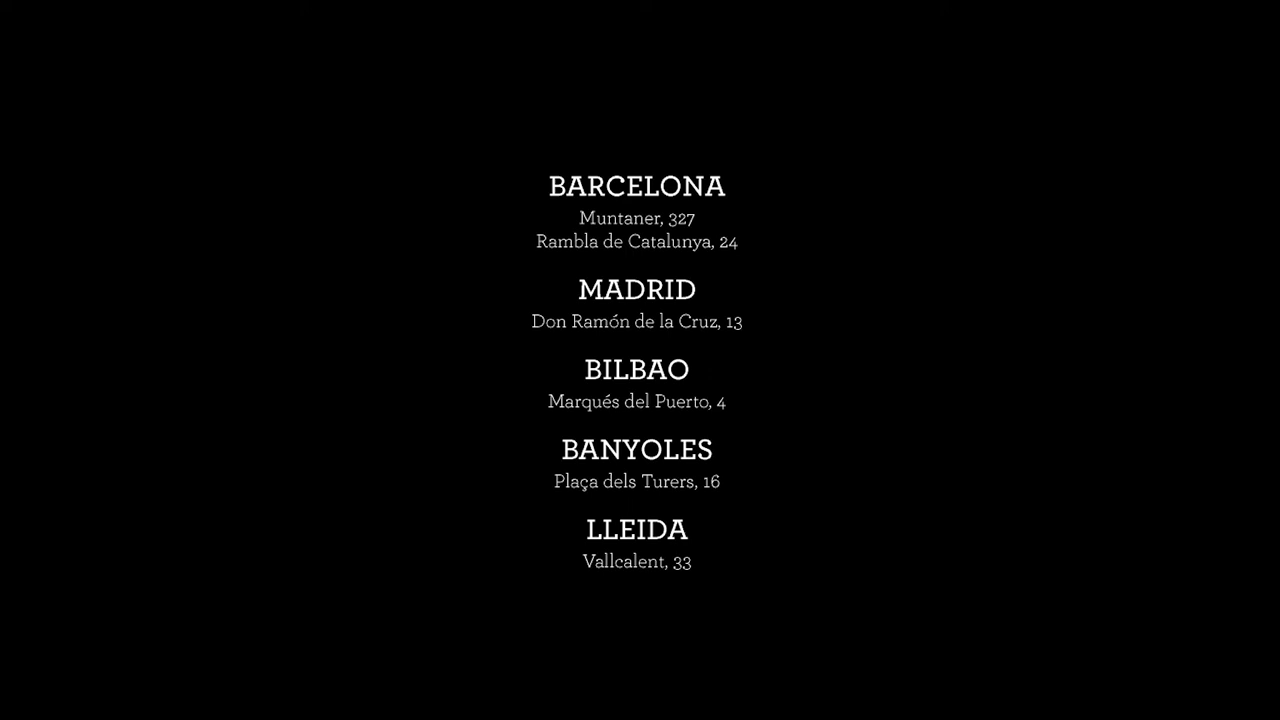 BARCELONA
Muntaner, 327
Rambla de Catalunya, 24
MADRID
Don Ramón de la Cruz, 13
BILBAO
Marqués del Puerto, 4
BANYOLES
Plaça dels Turers, 16
LLEIDA
Vallcalent, 33